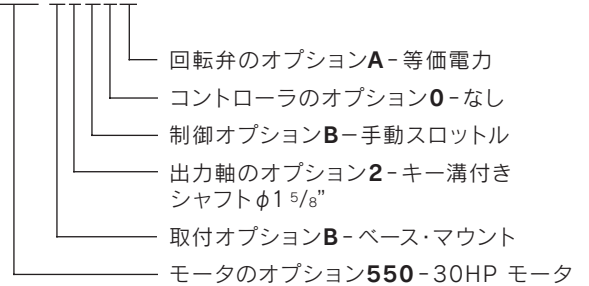 回転弁のオプションA-等価電力
コントローラのオプション0-なし
制御オプションB－手動スロットル
出力軸のオプション2-キー溝付き
シャフトφ1 5/8”
取付オプションB-ベース・マウント
モータのオプション550-30HP モータ